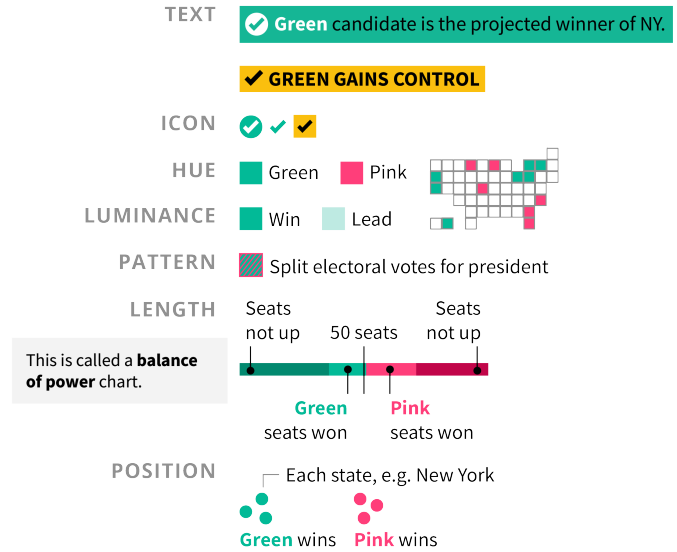 TEXT
Green candidate is the projected winner of NY.
GREEN GAINS CONTROL
ICON
HUE
Green
Pink
LUMINANCE
Win
Lead
PATTERN
Split electoral votes for president
LENGTH
Seats
not up
50 seats
Seats
not up
This is called a balance
of power chart.
Green
seats won
Pink
seats won
POSITION
Each state, e.g. New York
Green wins
Pink wins